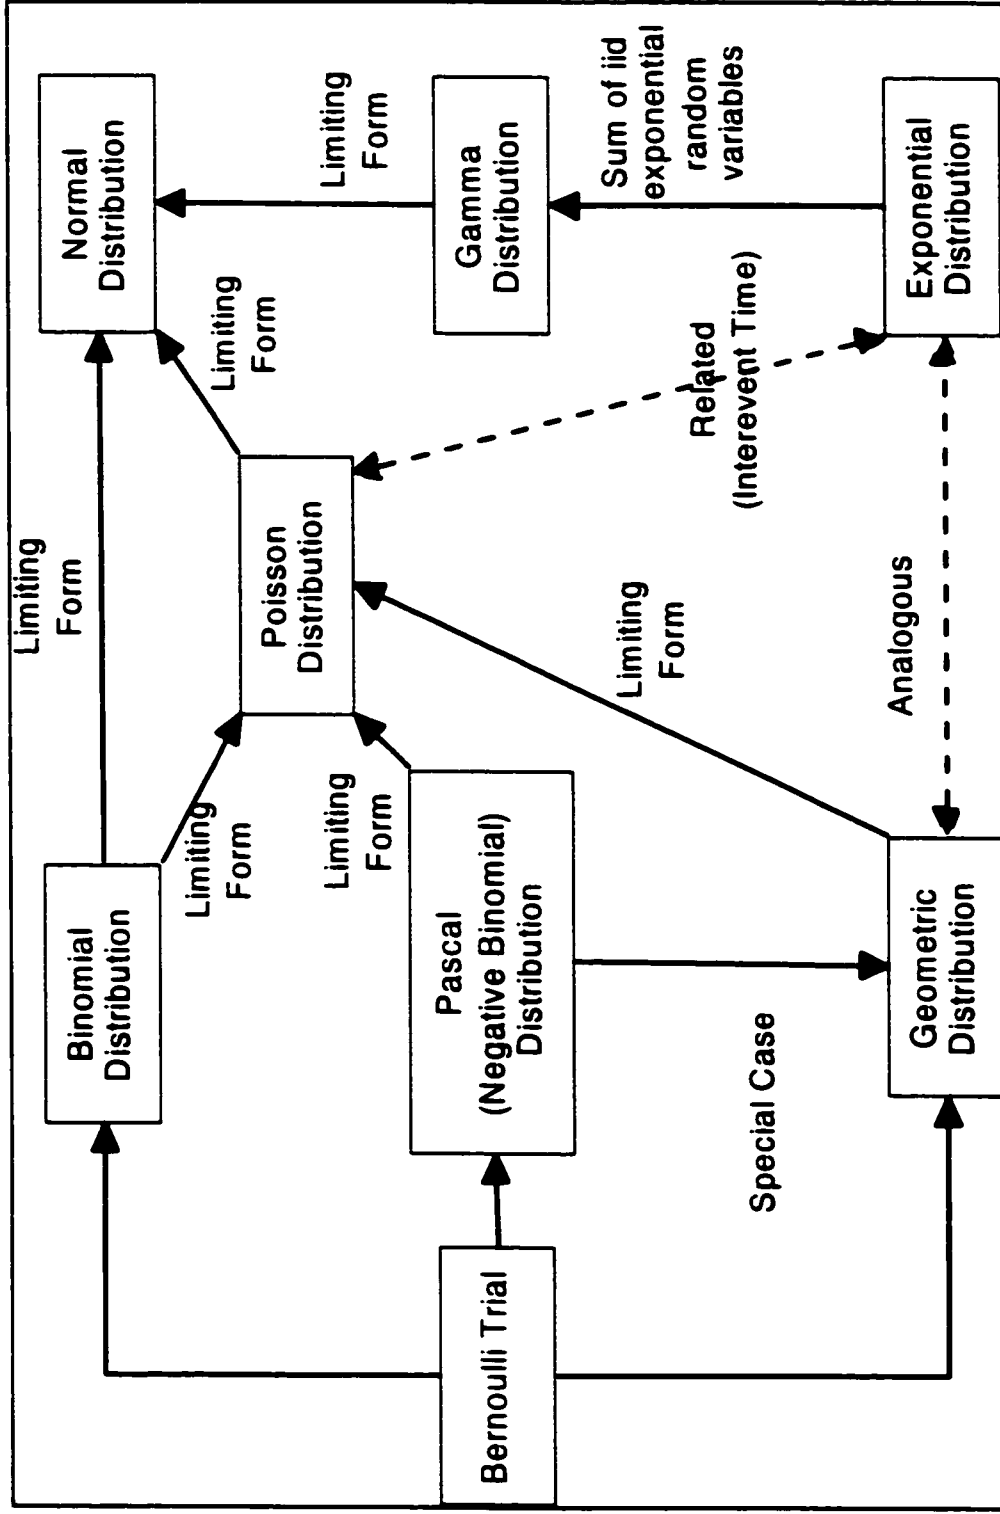 Limiting
Form
Binomial
Distribution
Normal
Distribution
Limiting
Form
Limiting
Form
Limiting
Form
Poisson
Distribution
Limiting
Form
Bernoulli Trial
Pascal
(Negative Binomial)
Distribution
Gamma
Distribution
Limiting
Form
Related
(Interevent Time)
Sum of iid
exponential
random
variables
Special Case
Analogous
Geometric
Distribution
Exponential
Distribution